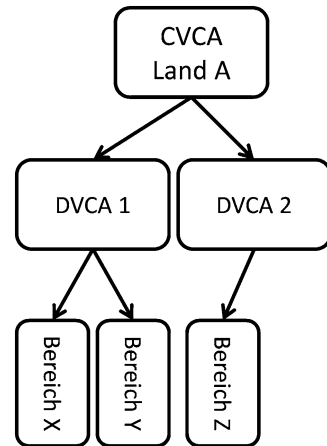 CVCA
Land A
DVCA 1
DVCA 2
Bereich X
Bereich Y
Bereich Z